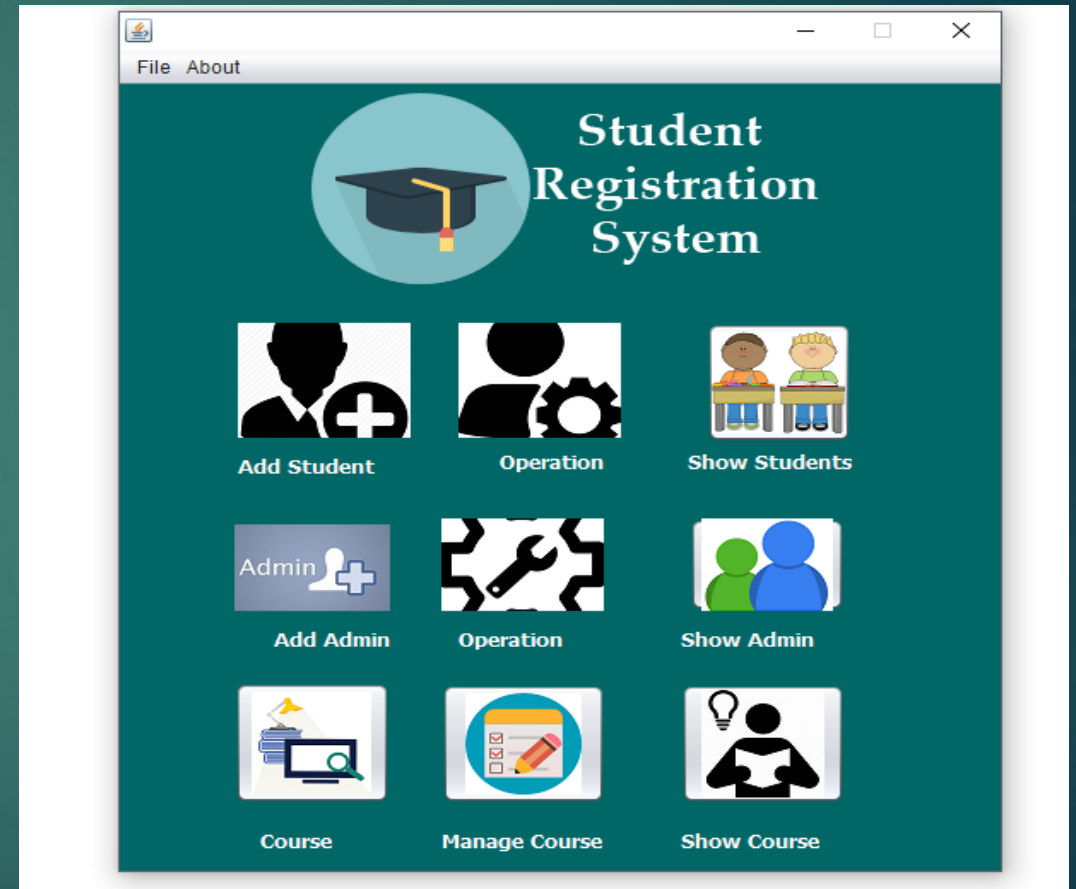 File About
Student
Registration
System
Add Student
Operation
Show Students
Admin
Add Admin
Operation
Show Admin
Course
Manage Course
Show Course